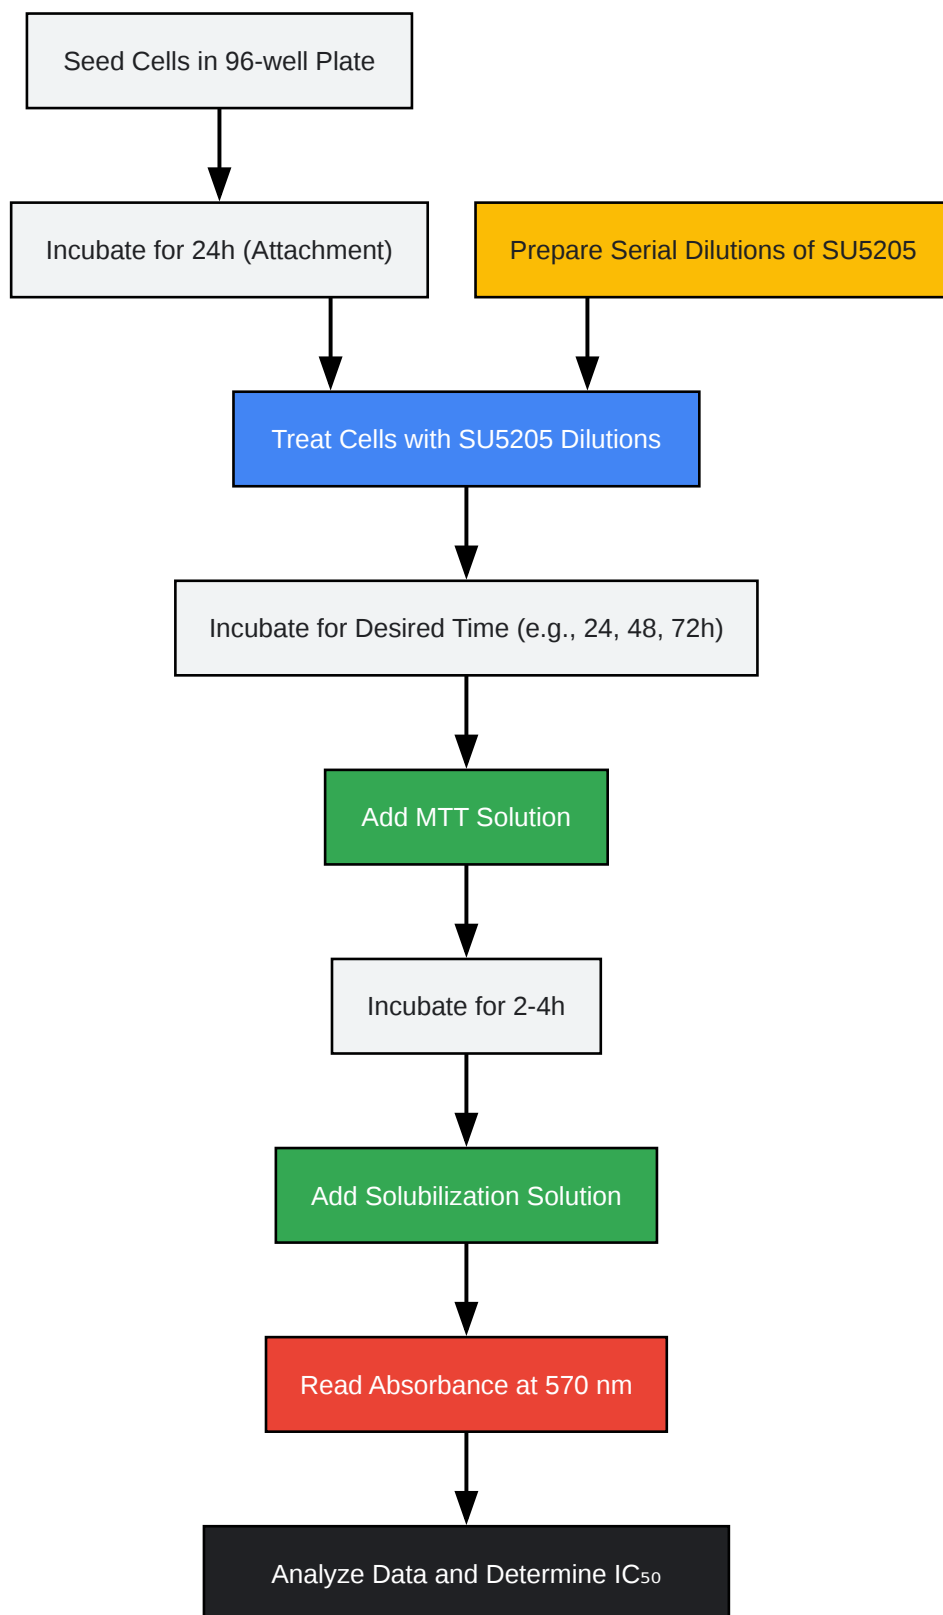 Seed Cells in 96-well Plate
Incubate for 24h (Attachment)
Prepare Serial Dilutions of SU5205
Treat Cells with SU5205 Dilutions
Incubate for Desired Time (e.g., 24, 48, 72h)
Add MTT Solution
Incubate for 2-4h
Add Solubilization Solution
Read Absorbance at 570 nm
Analyze Data and Determine IC₅₀